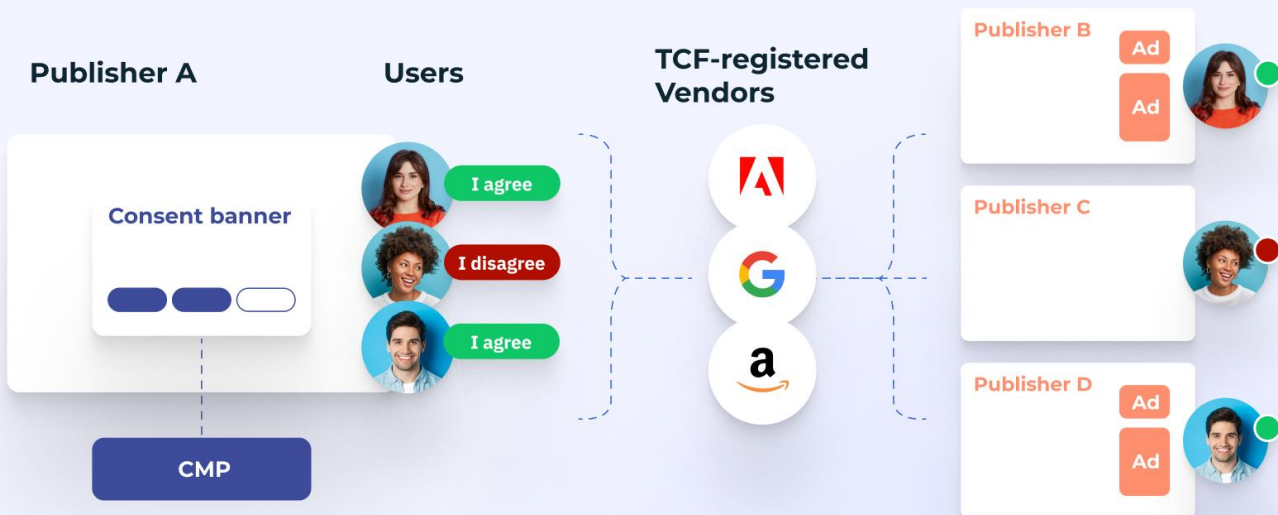 Publisher A
Users
TCF-registered
Vendors
Consent banner
CMP
I agree
I disagree
I agree
a
Publisher B
Ad
Ad
Publisher C
Publisher D
Ad
Ad